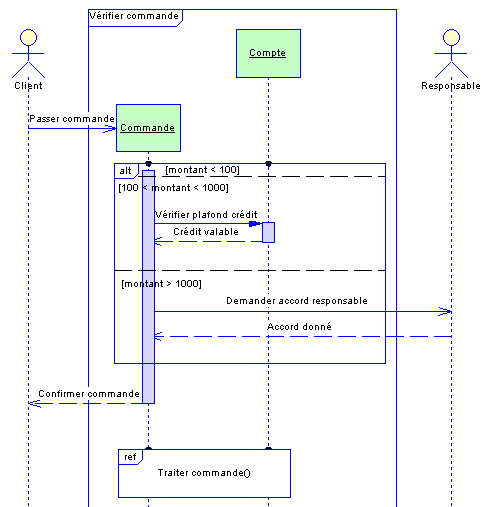 Vérifier commande
Compte
Client
Responsable
Passer commande
Commande
alt
[montant < 100]
[100 < montant < 1000]
Vérifier plafond crédit
Crédit valable
[montant > 1000]
Demander accord responsable
Accord donné
Confirmer commande
ref
Traiter commande()